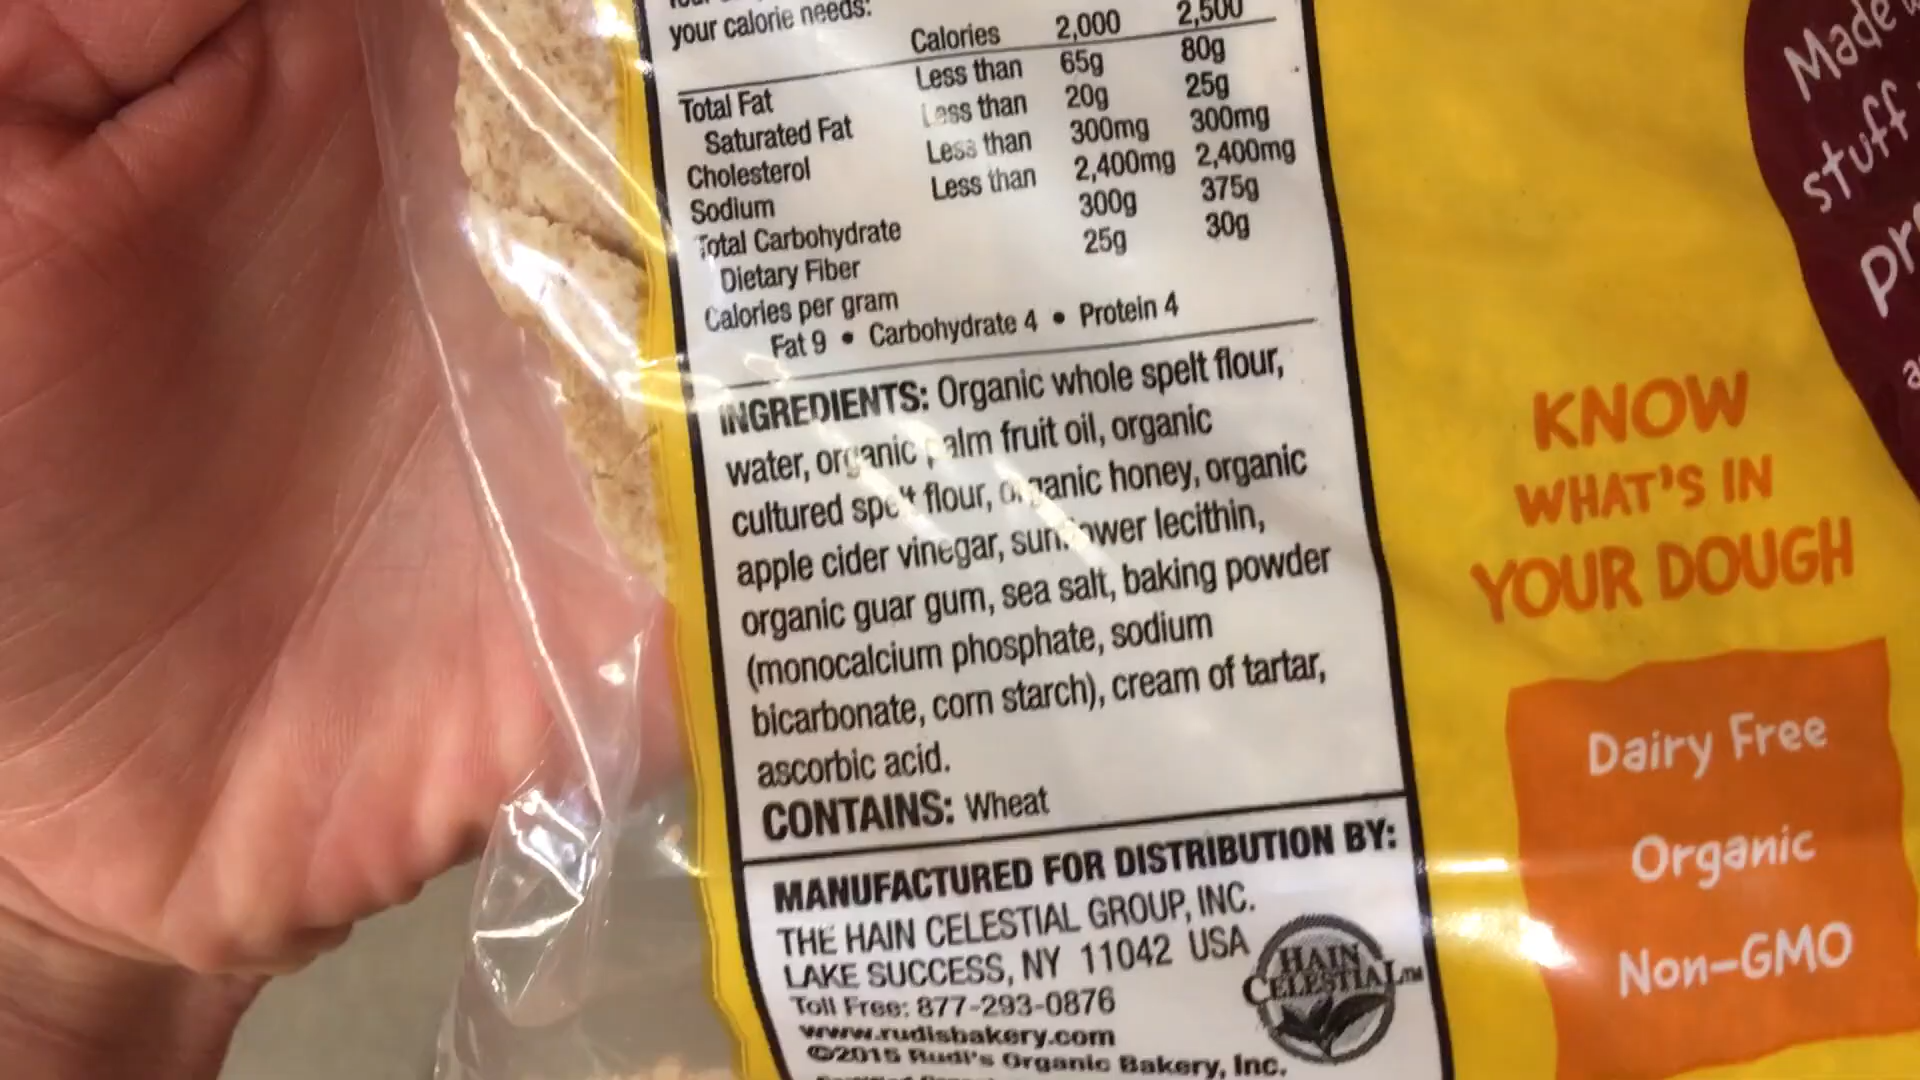 your calorie needs:
Calories 2,000 2,500
Total Fat Less than 65g 80g
Saturated Fat Less than 20g 25g
Cholesterol Less than 300mg 300mg
Sodium Less than 2,400mg 2,400mg
Total Carbohydrate 300g 375g
Dietary Fiber 25g 30g
Calories per gram
Fat 9 • Carbohydrate 4 • Protein 4
INGREDIENTS: Organic whole spelt flour,
water, organic palm fruit oil, organic
cultured spelt flour, organic honey, organic
apple cider vinegar, sunflower lecithin,
organic guar gum, sea salt, baking powder
(monocalcium phosphate, sodium
bicarbonate, corn starch), cream of tartar,
ascorbic acid.
CONTAINS: Wheat
MANUFACTURED FOR DISTRIBUTION BY:
THE HAIN CELESTIAL GROUP, INC.
LAKE SUCCESS, NY 11042 USA
Toll Free: 877-293-0876
www.rudisbakery.com
©2015 Rudi's Organic Bakery, Inc.
HAIN
CELESTIAL™
Made
stuff
KNOW
WHAT'S IN
YOUR DOUGH
Dairy Free
Organic
Non-GMO